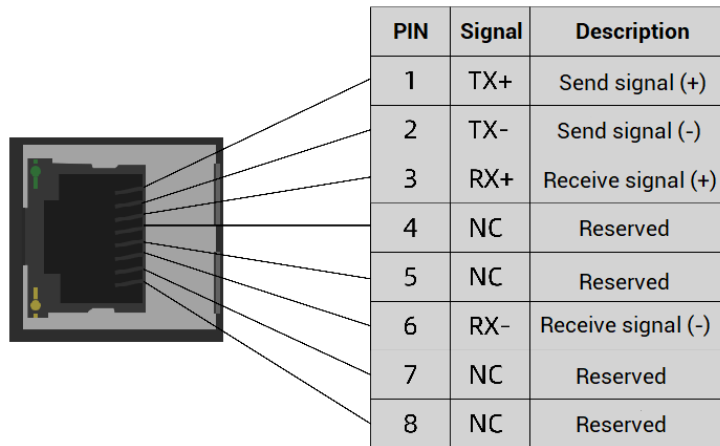 PIN Signal Description
1 TX+ Send signal (+)
2 TX- Send signal (-)
3 RX+ Receive signal (+)
4 NC Reserved
5 NC Reserved
6 RX- Receive signal (-)
7 NC Reserved
8 NC Reserved